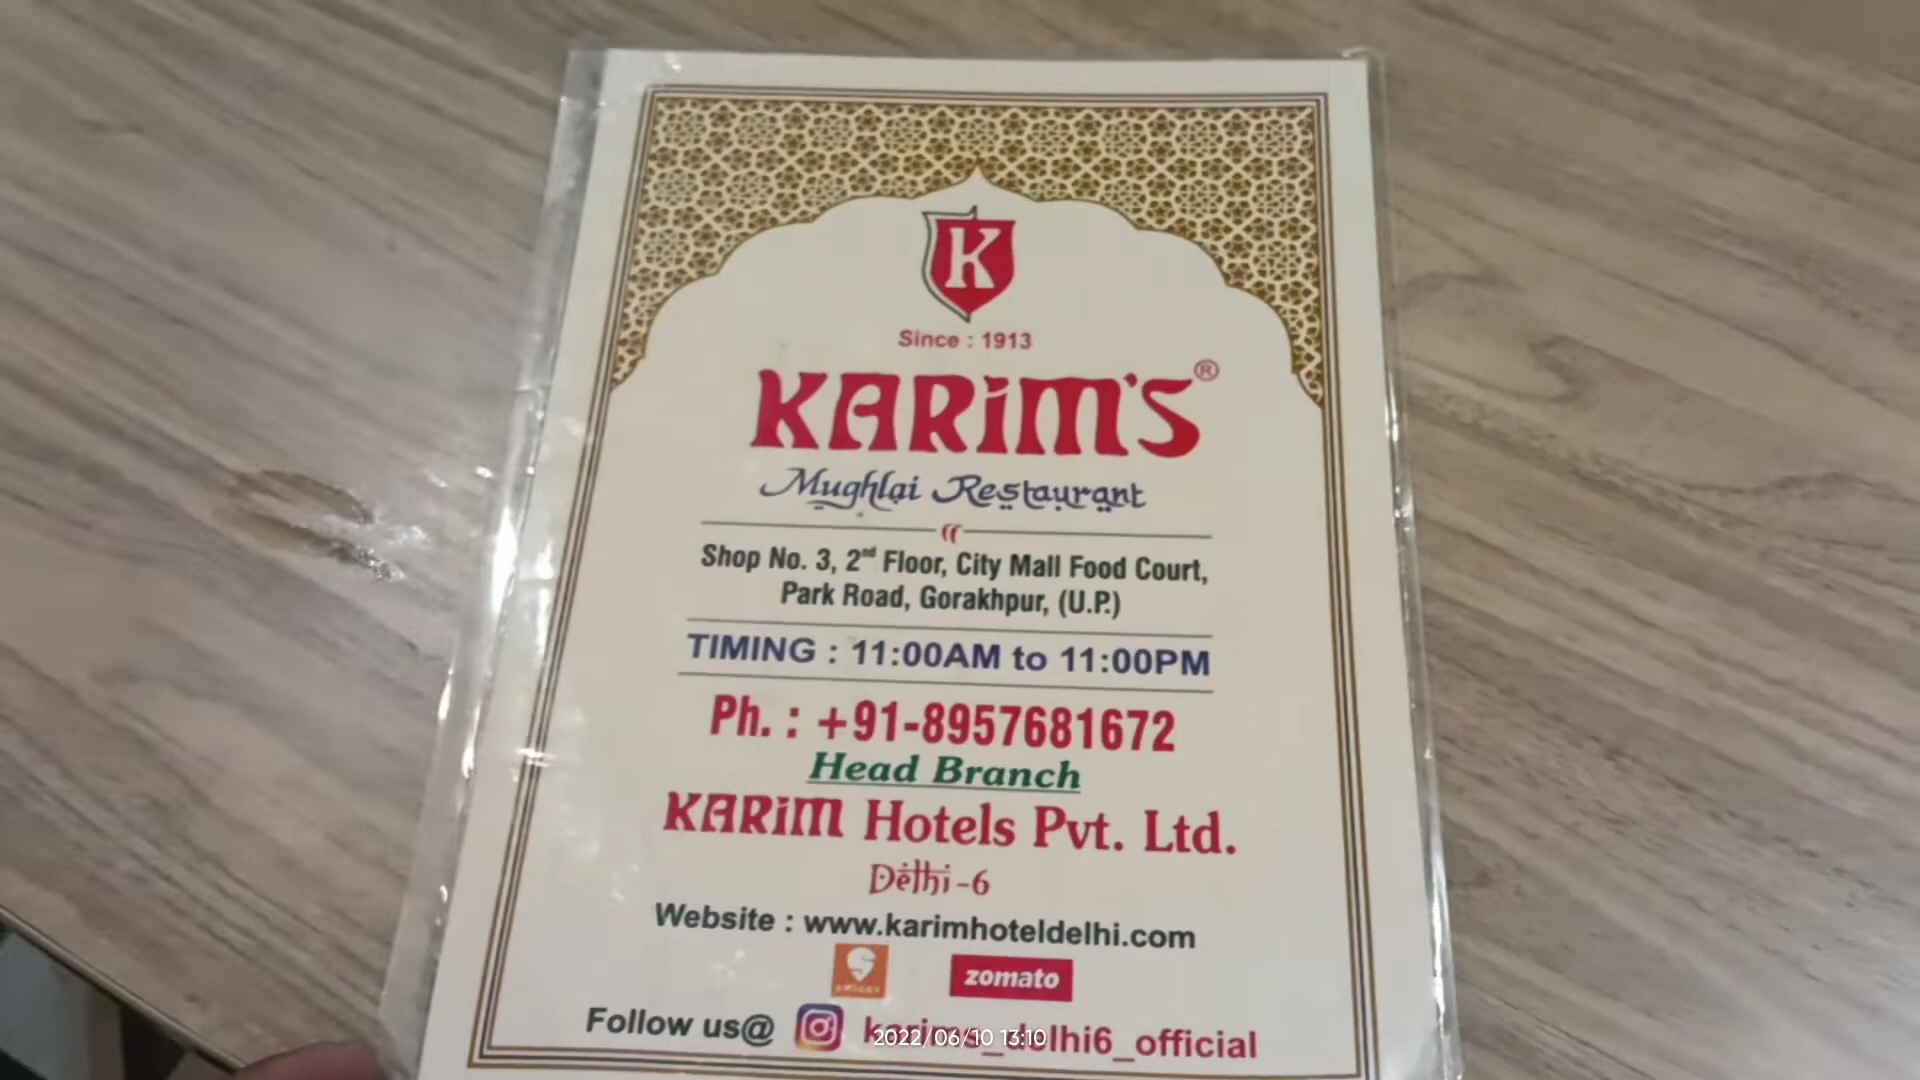 K
Since : 1913
KARIM'S®
Mughlai Restaurant
Shop No. 3, 2nd Floor, City Mall Food Court,
Park Road, Gorakhpur, (U.P.)
TIMING : 11:00AM to 11:00PM
Ph. : +91-8957681672
Head Branch
KARIM Hotels Pvt. Ltd.
Delhi-6
Website : www.karimhoteldelhi.com
SWIGGY zomato
Follow us@ karims_delhi6_official
2022/06/10 13:10